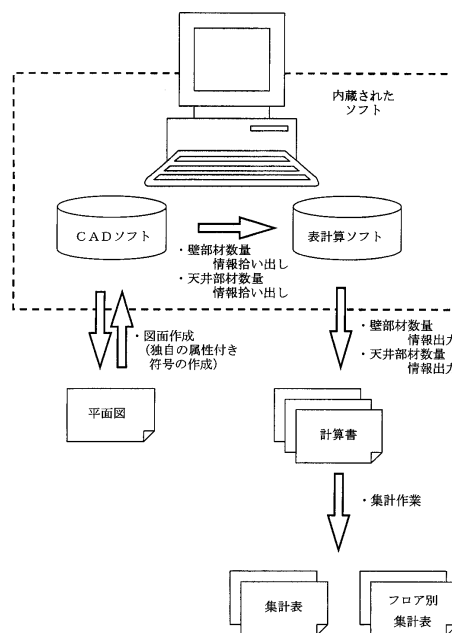 内蔵された
ソフト
CADソフト
表計算ソフト
・壁部材数量
情報拾い出し
・天井部材数量
情報拾い出し
・図面作成
(独自の属性付き
符号の作成)
・壁部材数量
情報出力
・天井部材数量
情報出力
平面図
計算書
・集計作業
集計表
フロア別
集計表